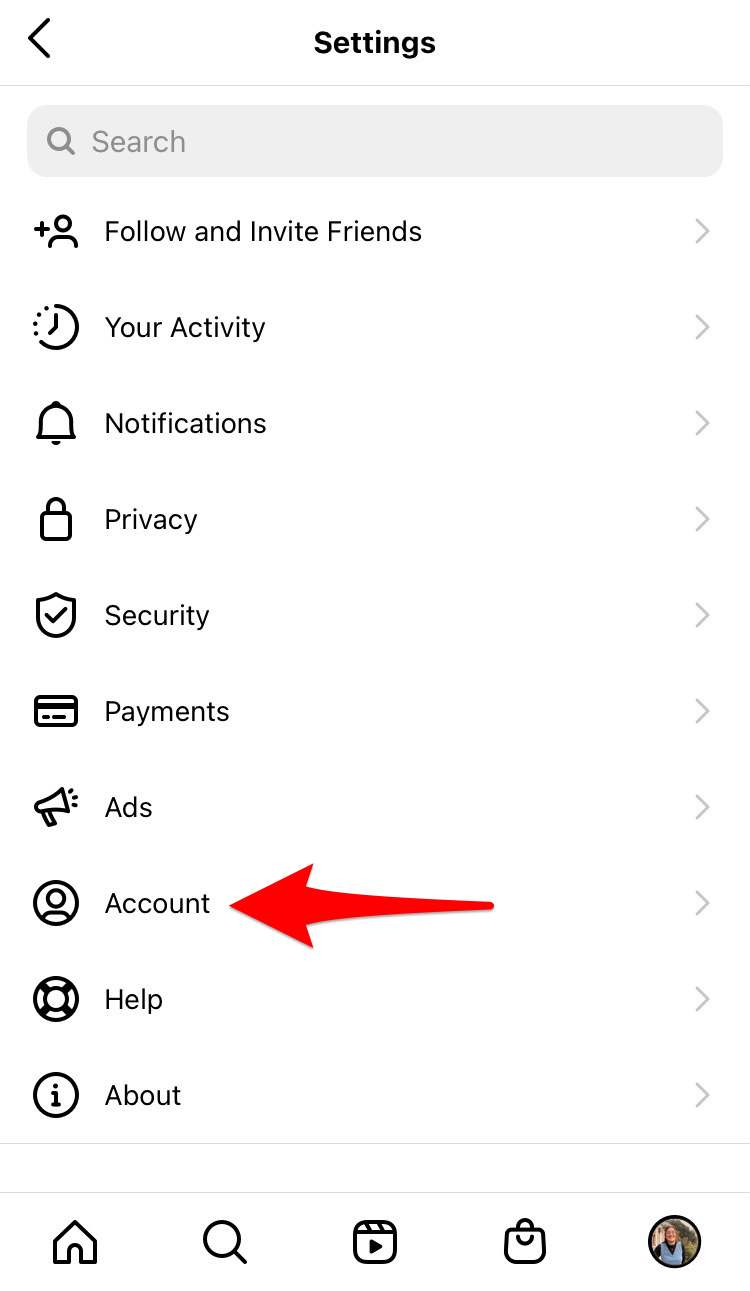 Settings
Search
Follow and Invite Friends
Your Activity
Notifications
Privacy
Security
Payments
Ads
Account
Help
About